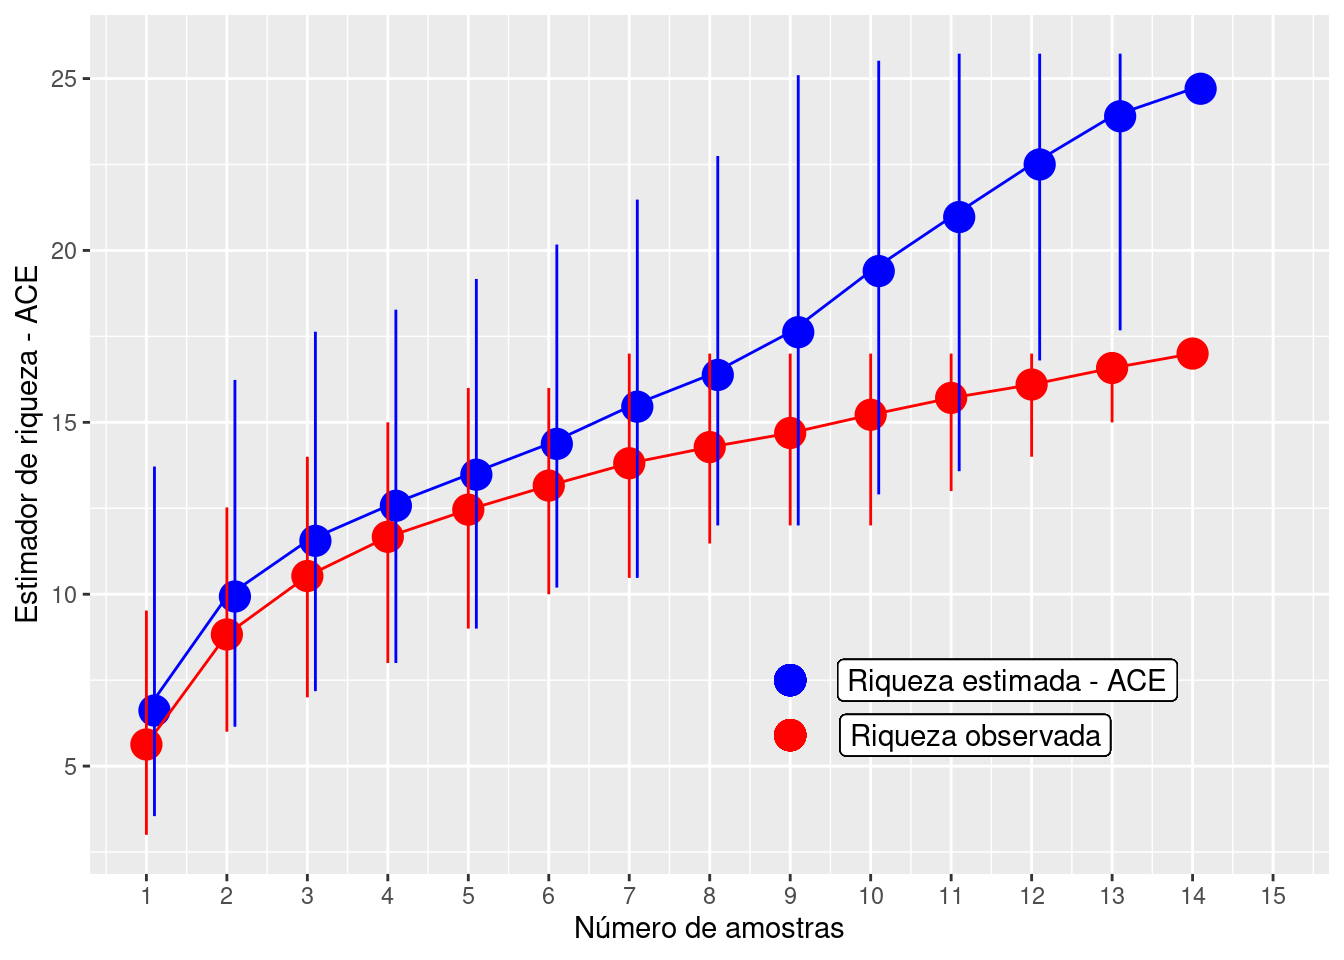 25
20
15
10
5
Estimador de riqueza - ACE
Riqueza estimada - ACE
Riqueza observada
1 2 3 4 5 6 7 8 9 10 11 12 13 14 15
Número de amostras